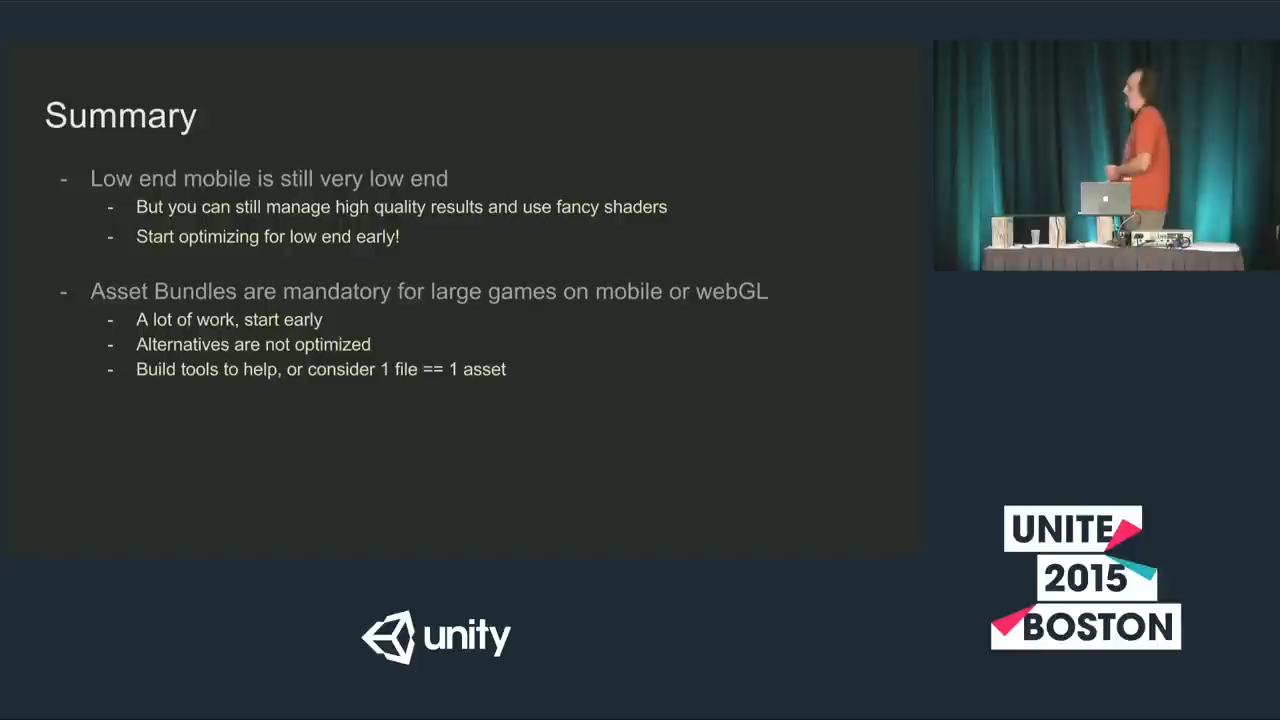 Summary
- Low end mobile is still very low end
- But you can still manage high quality results and use fancy shaders
- Start optimizing for low end early!
- Asset Bundles are mandatory for large games on mobile or webGL
- A lot of work, start early
- Alternatives are not optimized
- Build tools to help, or consider 1 file == 1 asset
UNITE
2015
BOSTON
unity